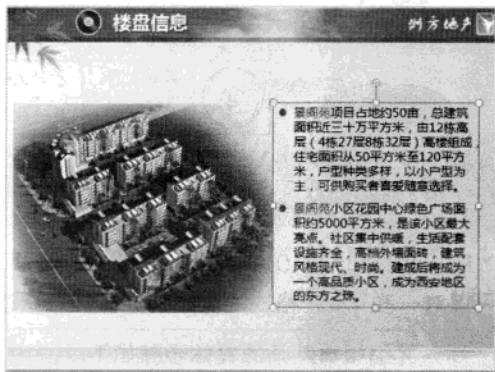 楼盘信息
地产
● 景阁苑项目占地约50亩，总建筑
面积近三十万平方米，由12栋高
层（4栋27层8栋32层）高楼组成，
住宅面积从50平方米至120平方
米，户型种类多样，以小户型为
主，可供购买者喜爱随意选择。
● 景阁苑小区花园中心绿色广场面
积约5000平方米，是该小区最大
亮点。社区集中供暖，生活配套
设施齐全，高档外墙面砖，建筑
风格现代、时尚。建成后将成为
一个高品质小区，成为西安地区
的东方之珠。